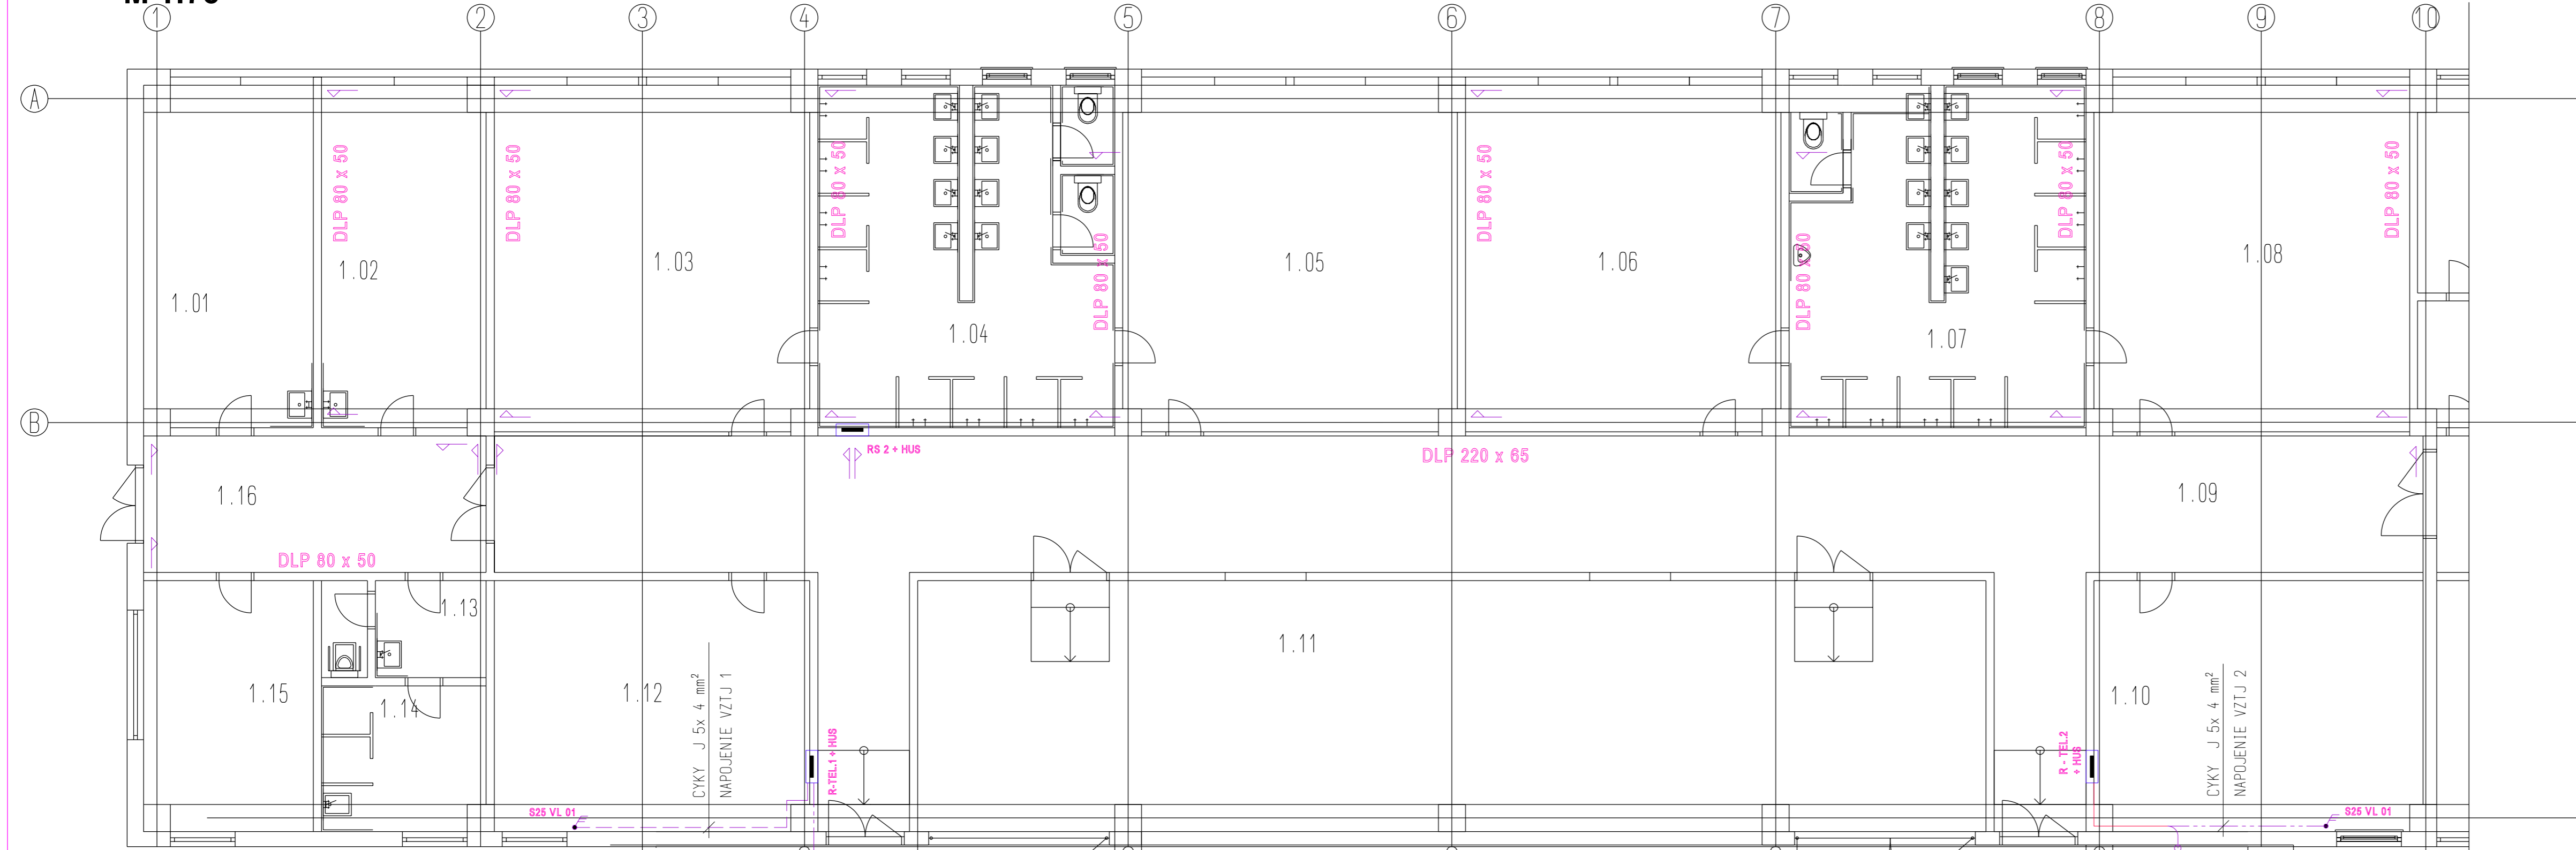 1 2 3 4 5 6 7 8 9 10
A
DLP 80 x 50
DLP 80 x 50
DLP 80 x 50
DLP 80 x 50
DLP 80 x 50
DLP 80 x 50
DLP 80 x 50
DLP 80 x 50
1.01
1.02
1.03
1.04
1.05
1.06
1.07
1.08
B
RS 2 + HUS
DLP 220 x 65
1.16
1.09
DLP 80 x 50
1.13
1.11
1.15
1.14
1.12
1.10
CYKY J 5x 4 mm²
NAPOJENIE VZTJ 1
R-TEL.1 + HUS
R - TEL.2
+ HUS
CYKY J 5x 4 mm²
NAPOJENIE VZTJ 2
S25 VL 01
S25 VL 01